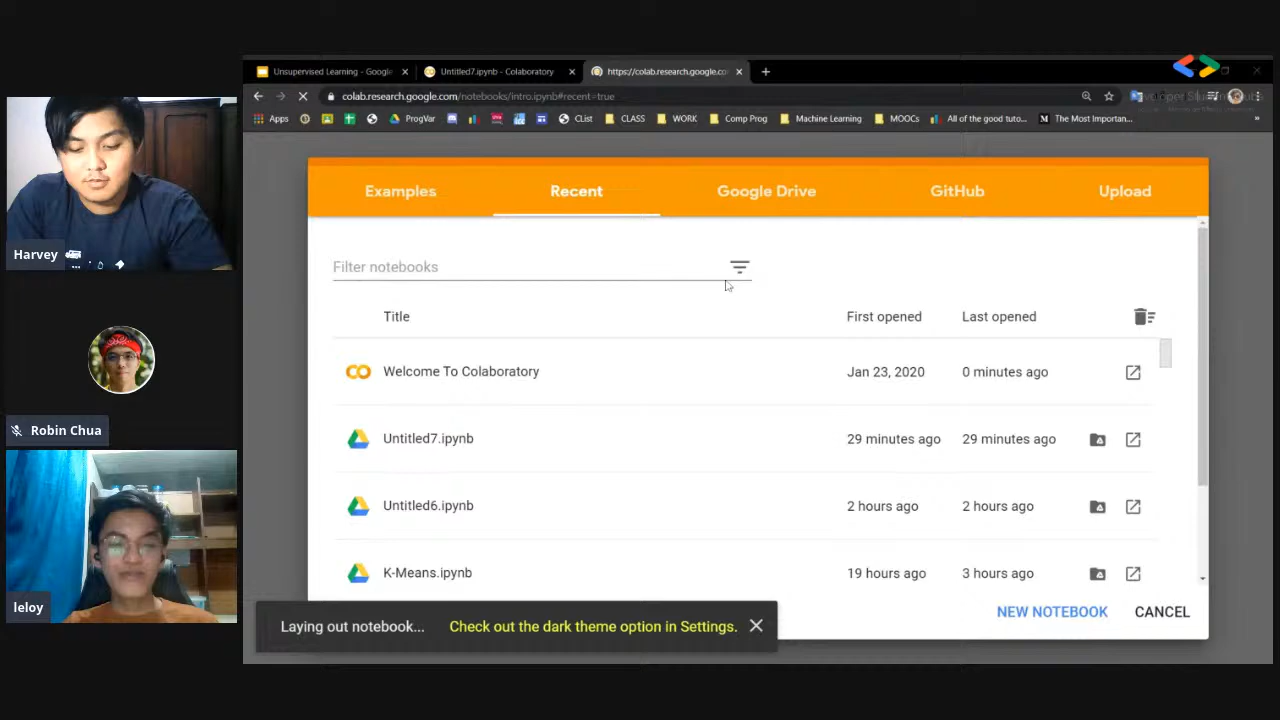 Unsupervised Learning - Google
Untitled7.ipynb - Colaboratory
https://colab.research.google.co
colab.research.google.com/notebooks/intro.ipynb#recent=true
Apps
ProgVar
CList
CLASS
WORK
Comp Prog
Machine Learning
MOOCs
All of the good tuto...
The Most Importan...
Examples
Recent
Google Drive
GitHub
Upload
Filter notebooks
Title First opened Last opened
Welcome To Colaboratory Jan 23, 2020 0 minutes ago
Untitled7.ipynb 29 minutes ago 29 minutes ago
Untitled6.ipynb 2 hours ago 2 hours ago
K-Means.ipynb 19 hours ago 3 hours ago
NEW NOTEBOOK CANCEL
Laying out notebook... Check out the dark theme option in Settings.
Harvey
Robin Chua
leloy